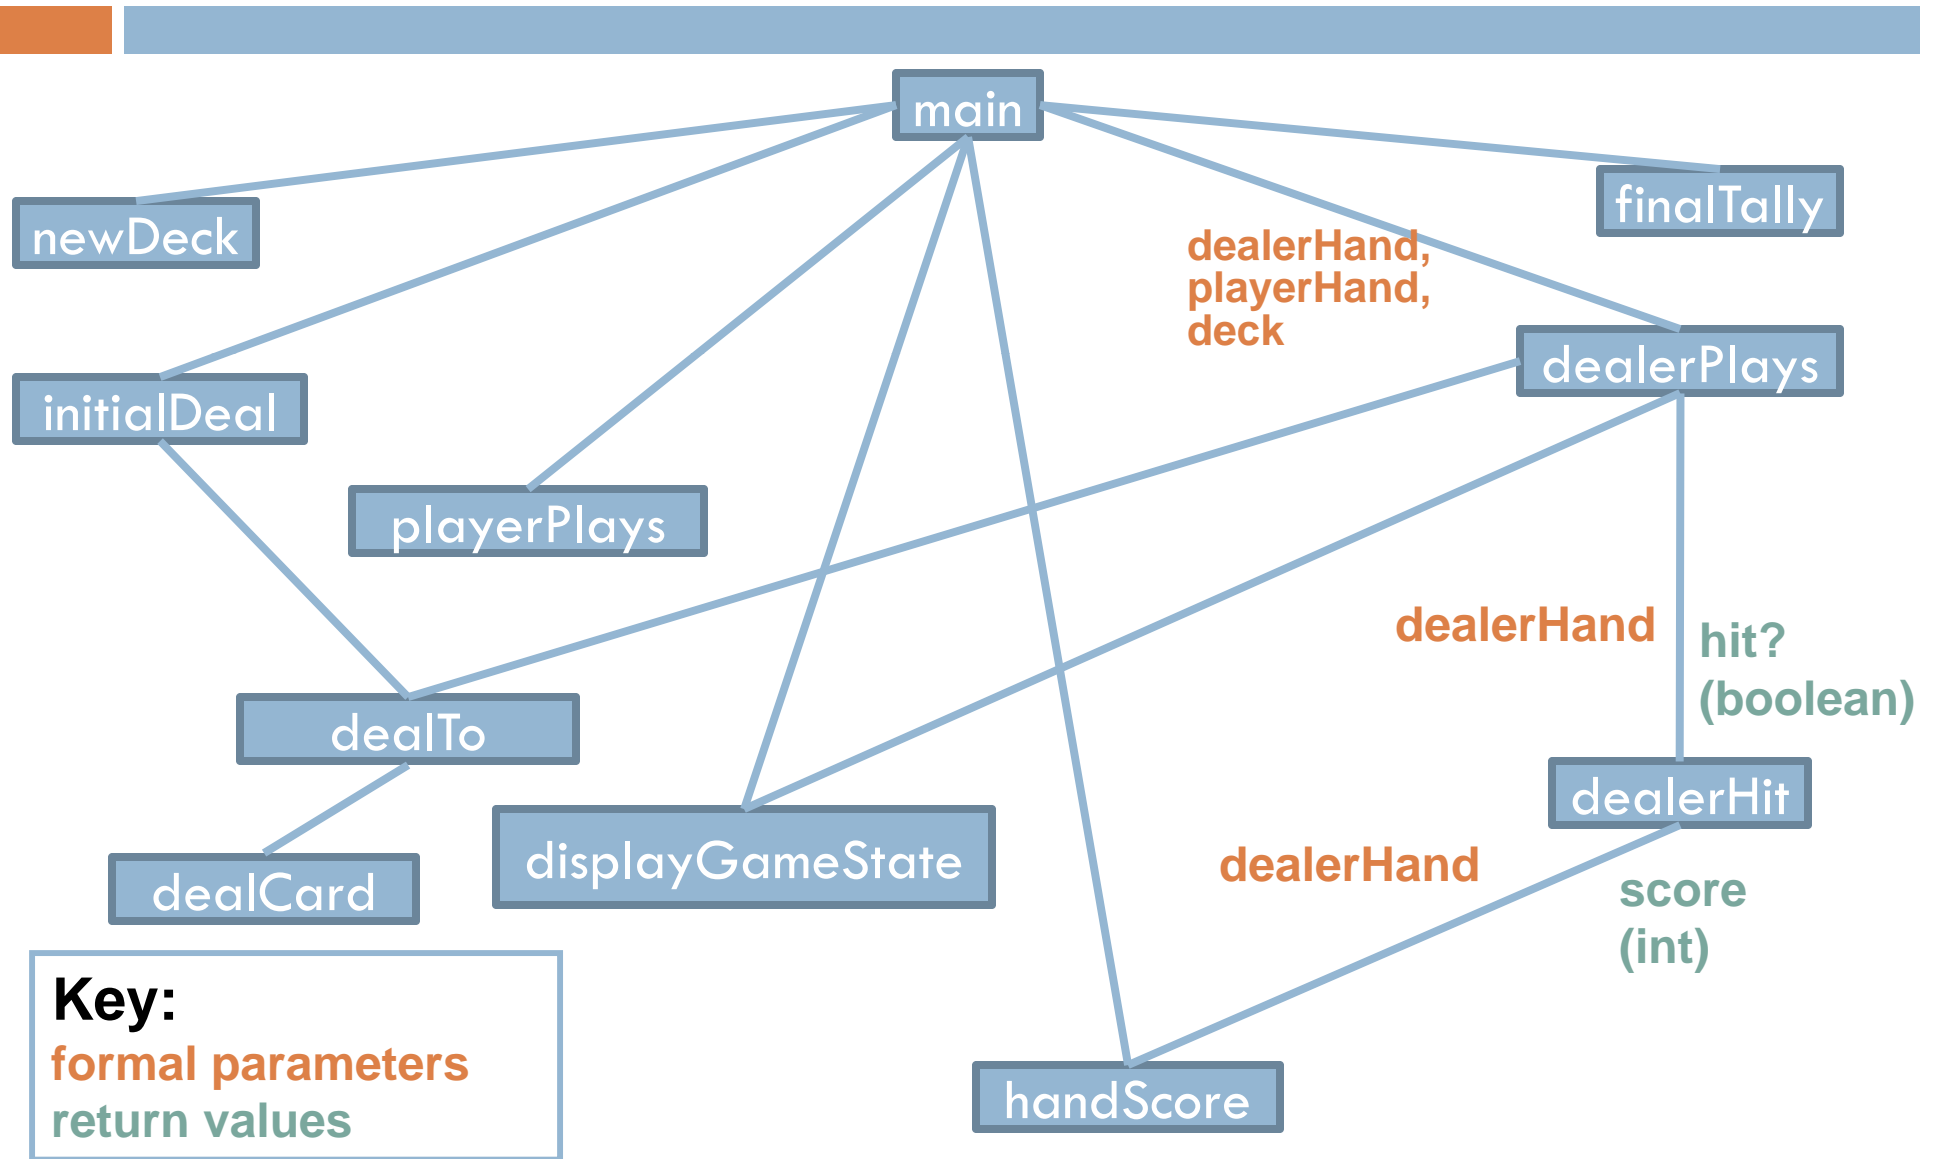 main
finalTally
newDeck
dealerHand,
playerHand,
deck
dealerPlays
initialDeal
playerPlays
dealerHand
hit?
(boolean)
dealTo
dealerHit
displayGameState
dealerHand
dealCard
score
(int)
Key:
formal parameters
return values
handScore